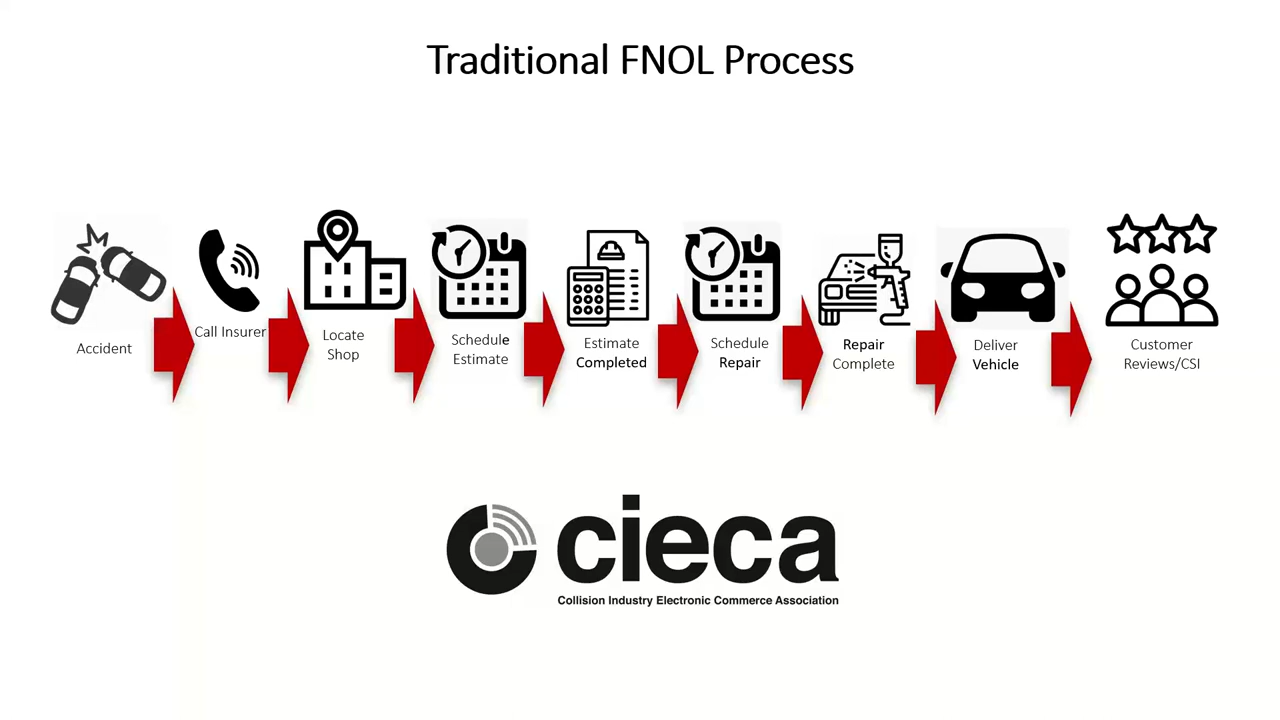 Traditional FNOL Process
Accident
Call Insurer
Locate
Shop
Schedule
Estimate
Estimate
Completed
Schedule
Repair
Repair
Complete
Deliver
Vehicle
Customer
Reviews/CSI
cieca
Collision Industry Electronic Commerce Association